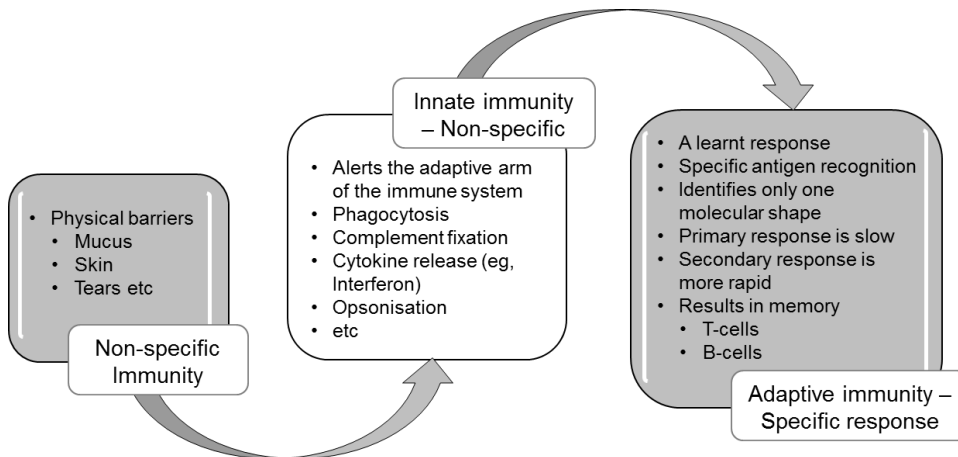 • Physical barriers
• Mucus
• Skin
• Tears etc
Non-specific
Immunity
Innate immunity
– Non-specific
• Alerts the adaptive arm
of the immune system
• Phagocytosis
• Complement fixation
• Cytokine release (eg,
Interferon)
• Opsonisation
• etc
• A learnt response
• Specific antigen recognition
• Identifies only one
molecular shape
• Primary response is slow
• Secondary response is
more rapid
• Results in memory
• T-cells
• B-cells
Adaptive immunity –
Specific response